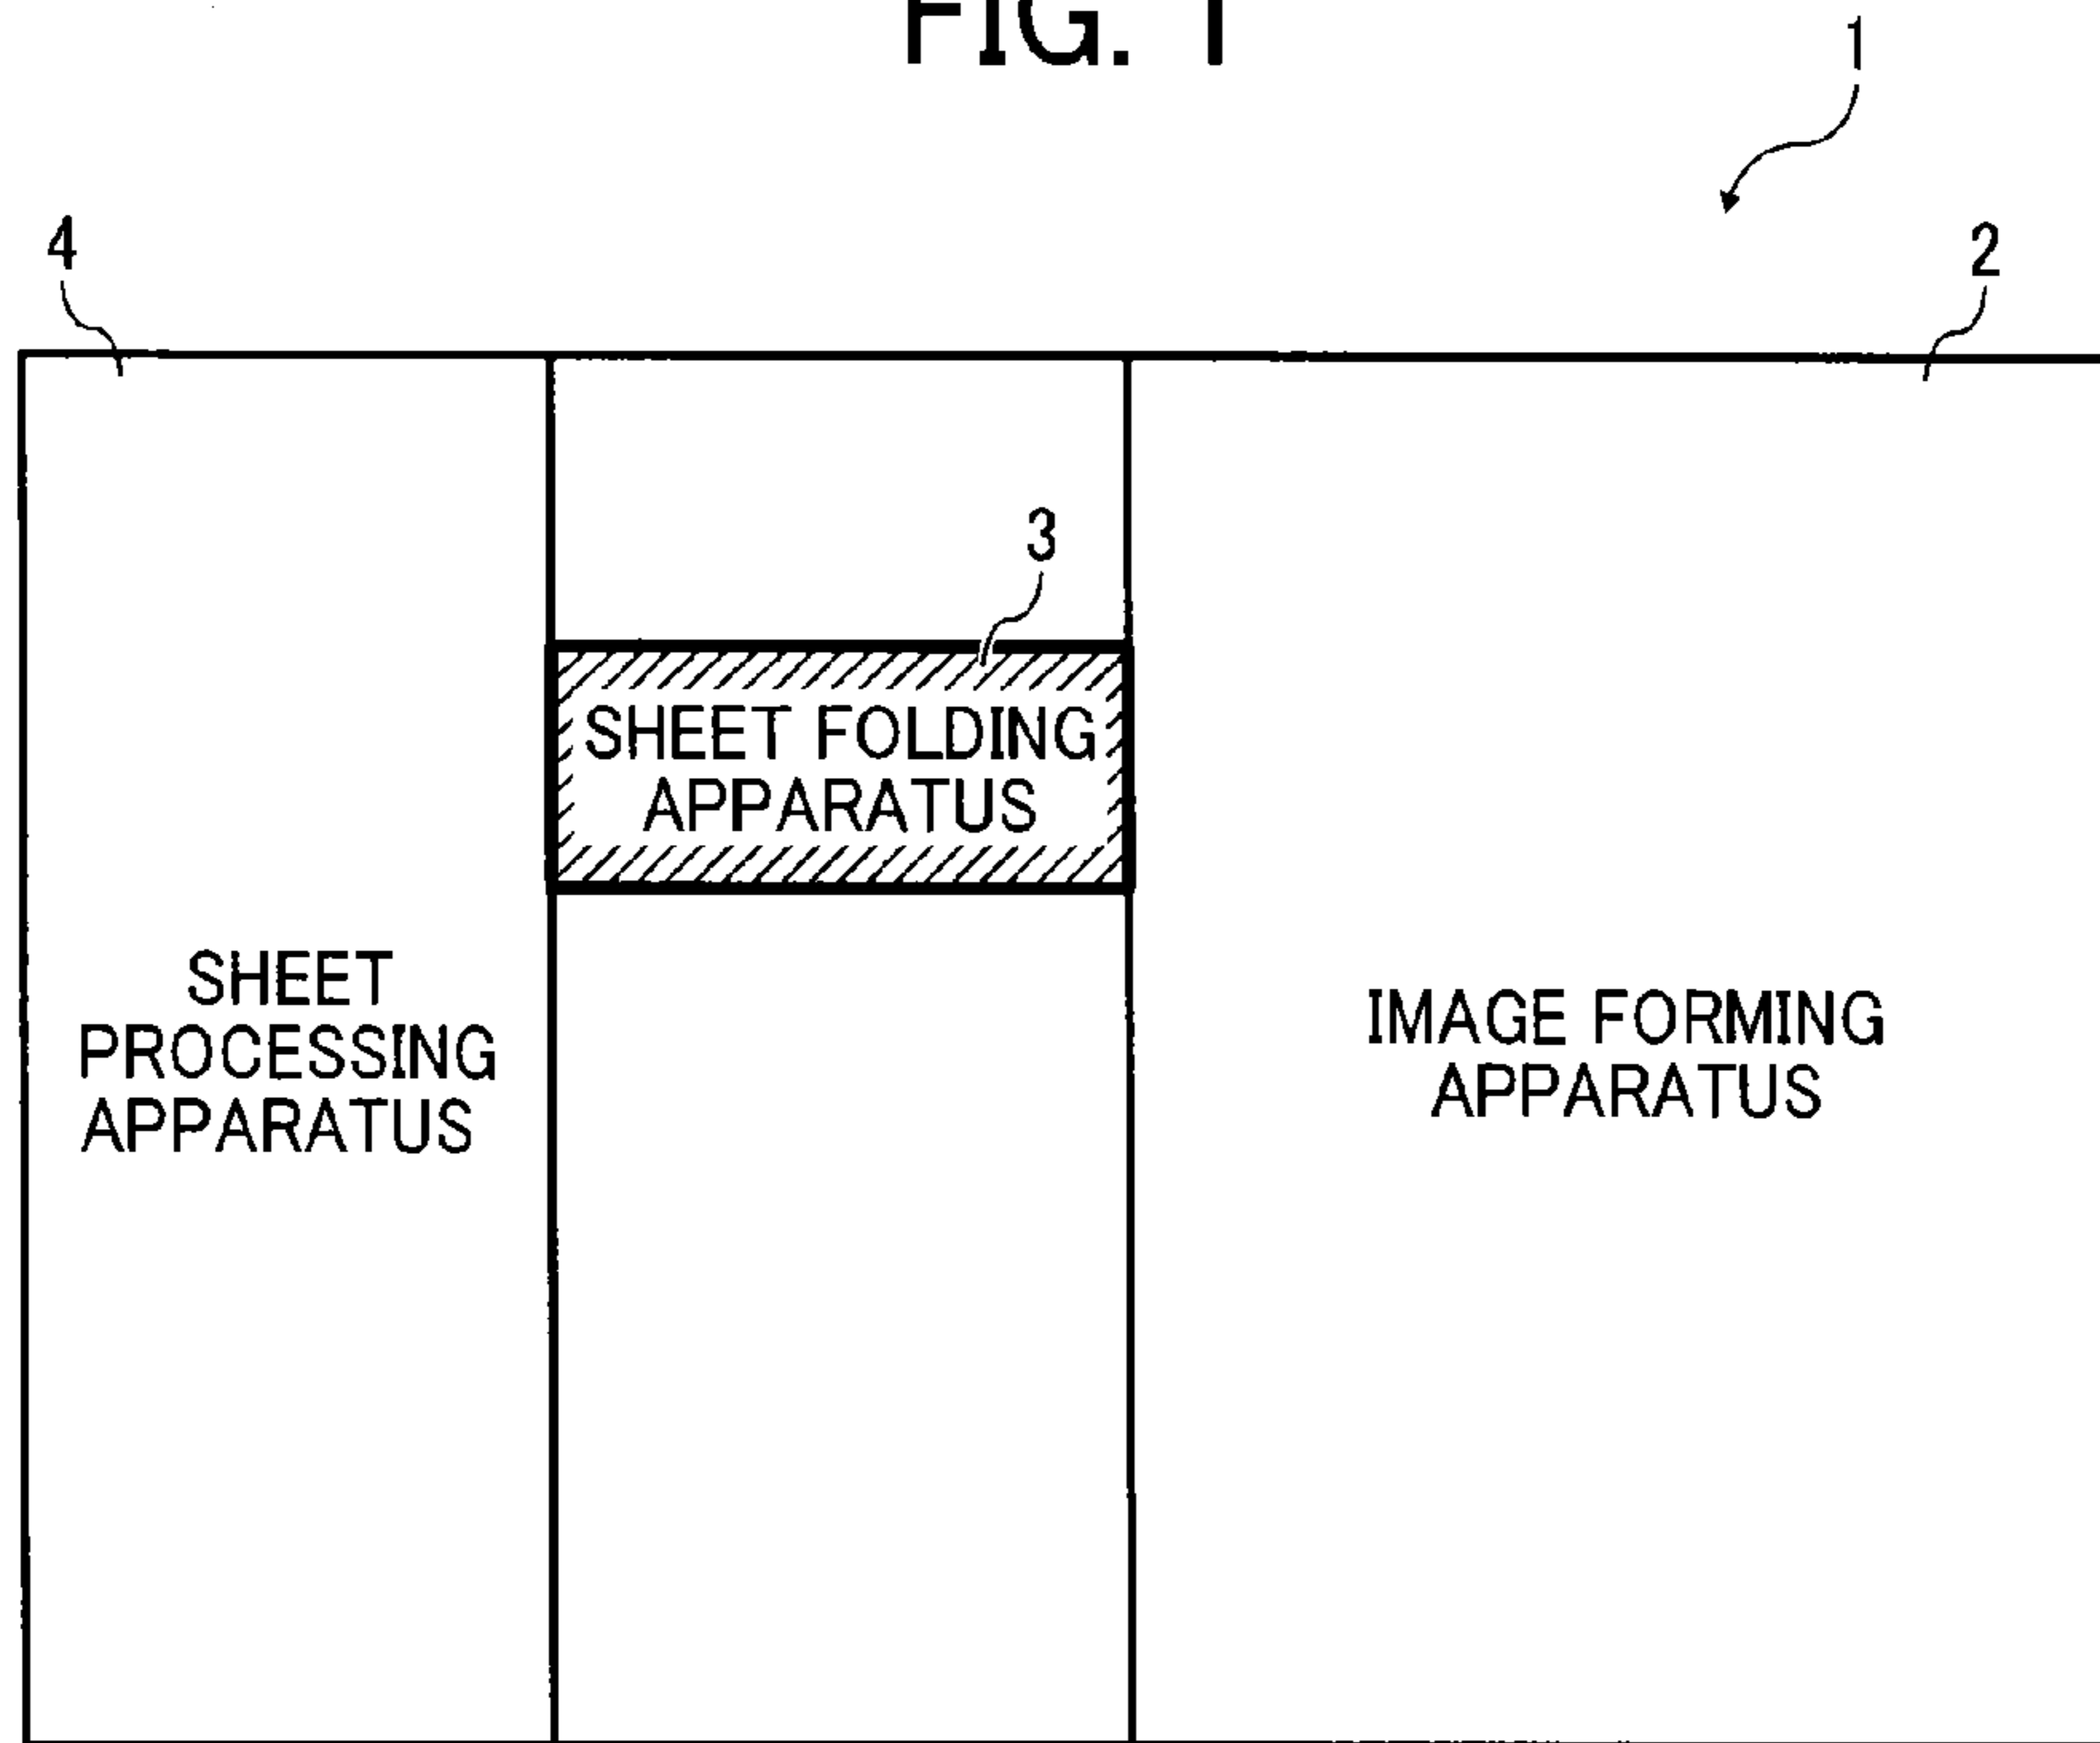 FIG. 1
1
4
2
3
SHEET FOLDING
APPARATUS
SHEET
PROCESSING
APPARATUS
IMAGE FORMING
APPARATUS